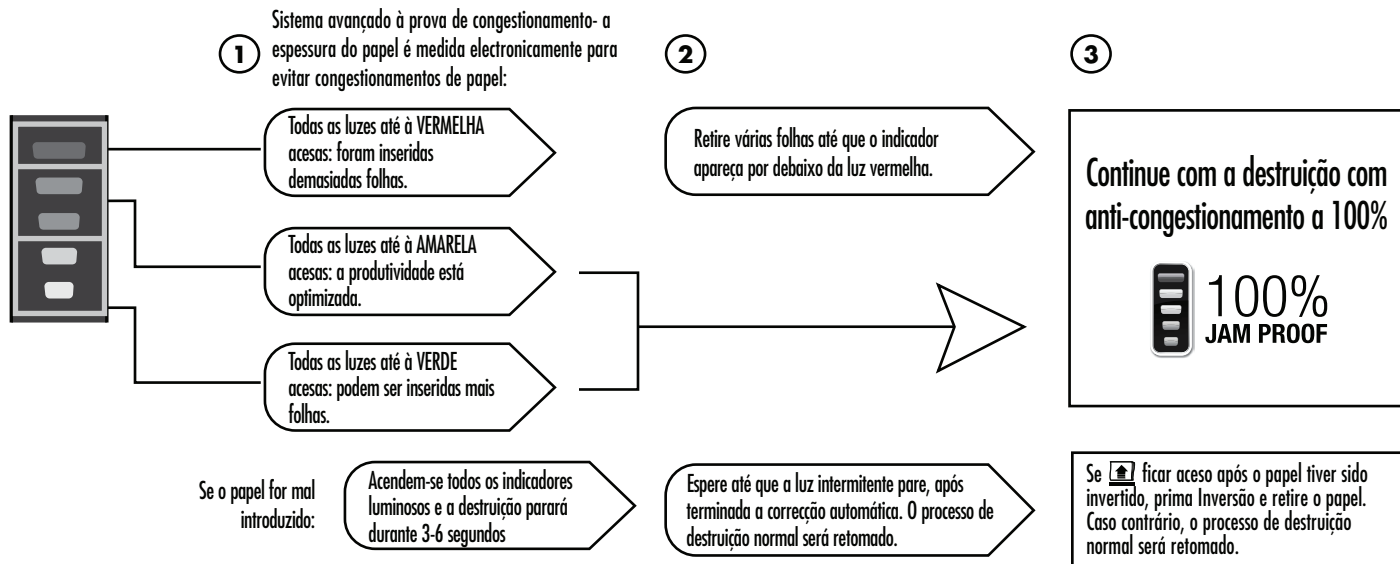 1
Sistema avançado à prova de congestionamento- a
espessura do papel é medida electronicamente para
evitar congestionamentos de papel:
Todas as luzes até à VERMELHA
acesas: foram inseridas
demasiadas folhas.
Todas as luzes até à AMARELA
acesas: a produtividade está
optimizada.
Todas as luzes até à VERDE
acesas: podem ser inseridas mais
folhas.
2
Retire várias folhas até que o indicador
apareça por debaixo da luz vermelha.
3
Continue com a destruição com
anti-congestionamento a 100%
100%
JAM PROOF
Se o papel for mal
introduzido:
Acendem-se todos os indicadores
luminosos e a destruição parará
durante 3-6 segundos
Espere até que a luz intermitente pare, após
terminada a correcção automática. O processo de
destruição normal será retomado.
Se ficar aceso após o papel tiver sido
invertido, prima Inversão e retire o papel.
Caso contrário, o processo de destruição
normal será retomado.